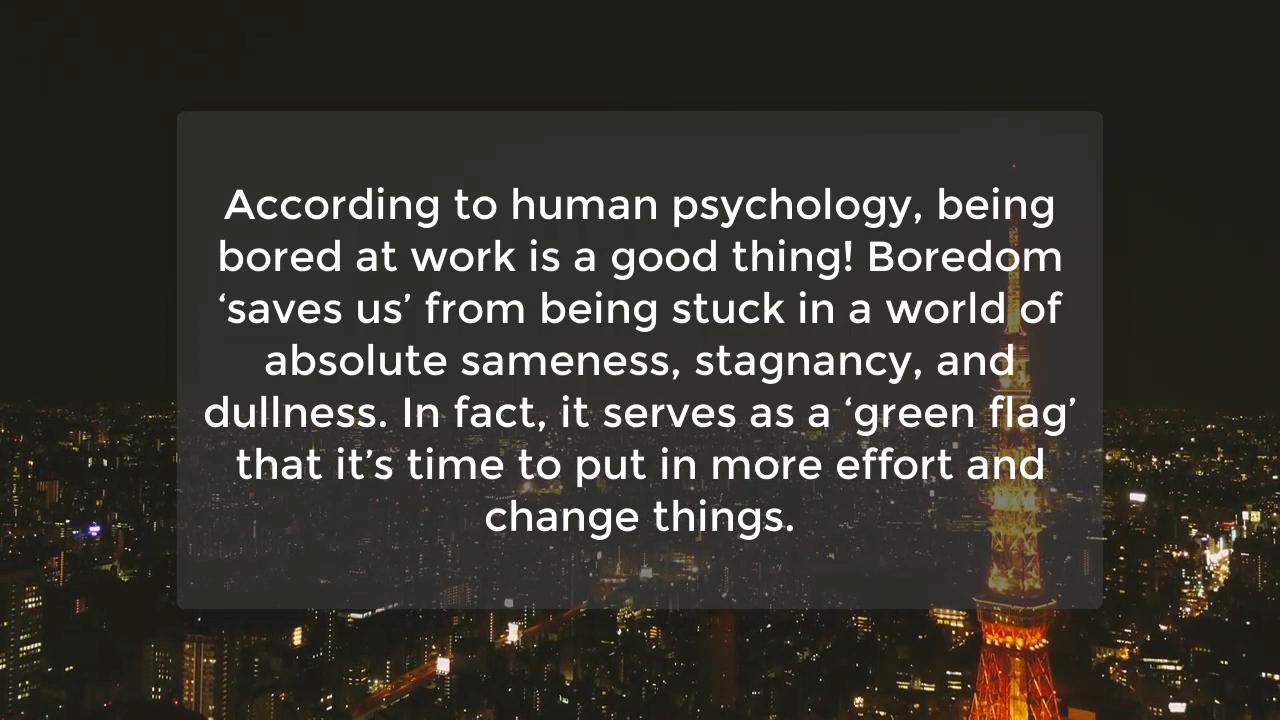 According to human psychology, being
bored at work is a good thing! Boredom
‘saves us’ from being stuck in a world of
absolute sameness, stagnancy, and
dullness. In fact, it serves as a ‘green flag’
that it’s time to put in more effort and
change things.